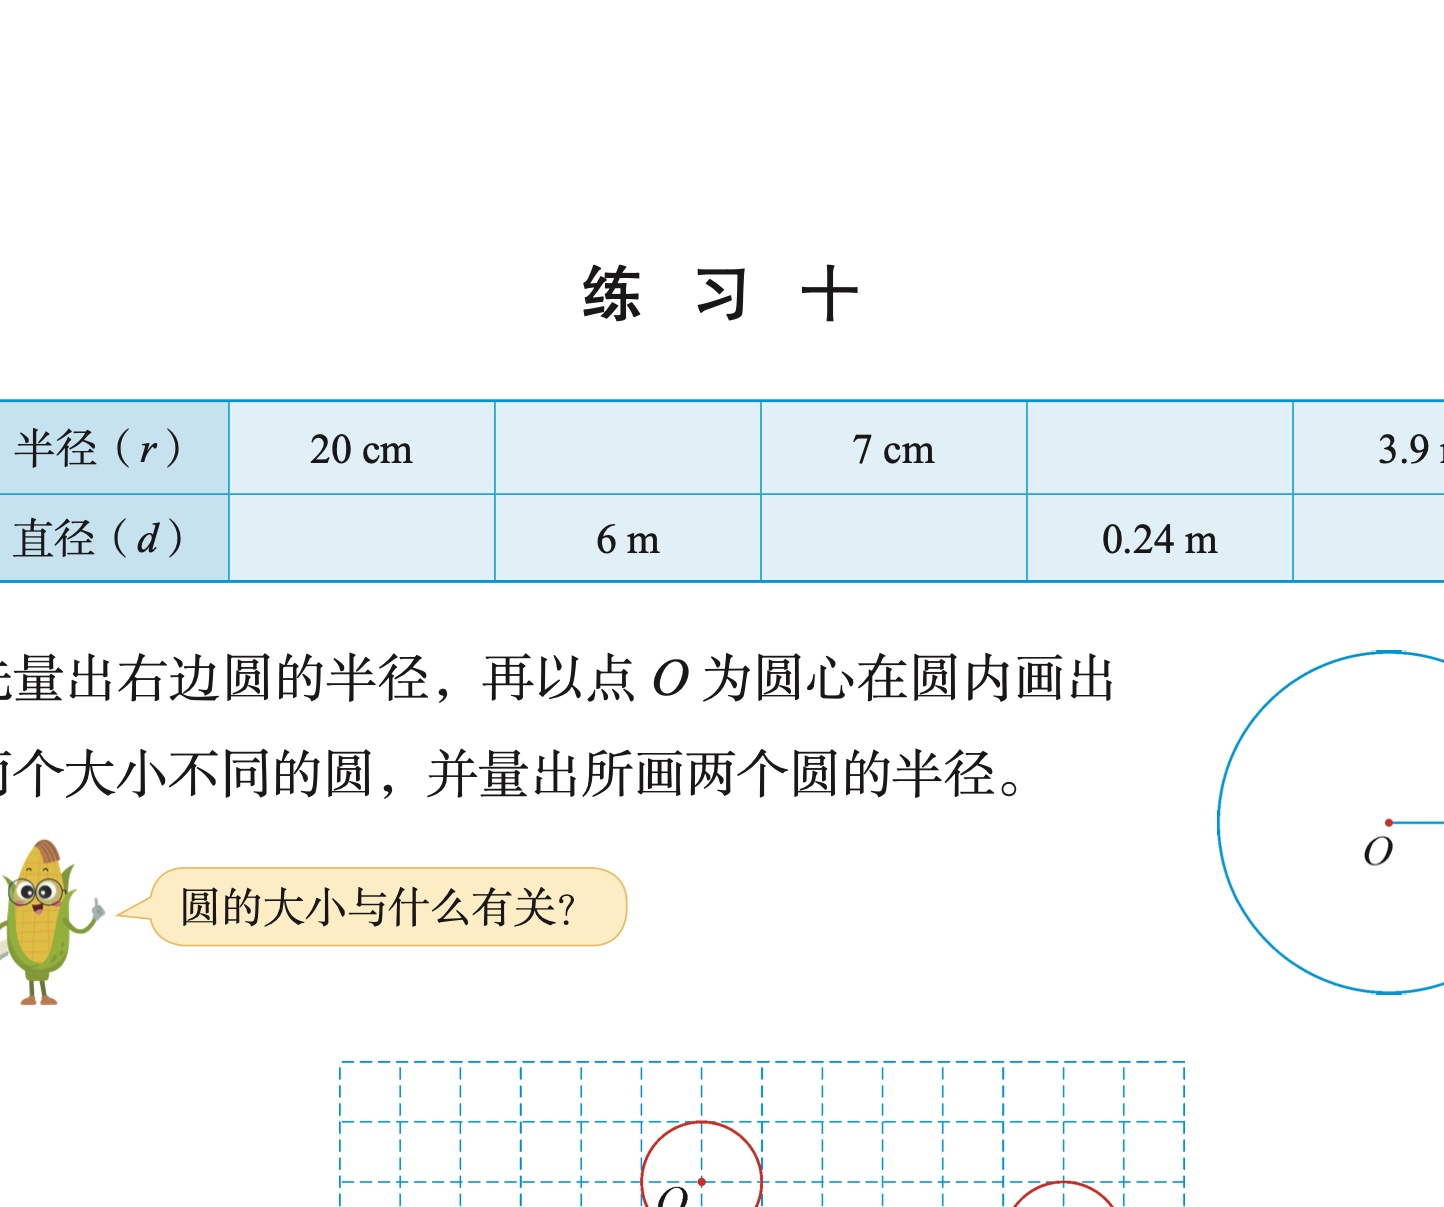 练 习 十
半径（r） 20 cm 7 cm 3.9
直径（d） 6 m 0.24 m
量出右边圆的半径，再以点 O 为圆心在圆内画出
个大小不同的圆，并量出所画两个圆的半径。
O
圆的大小与什么有关？
O